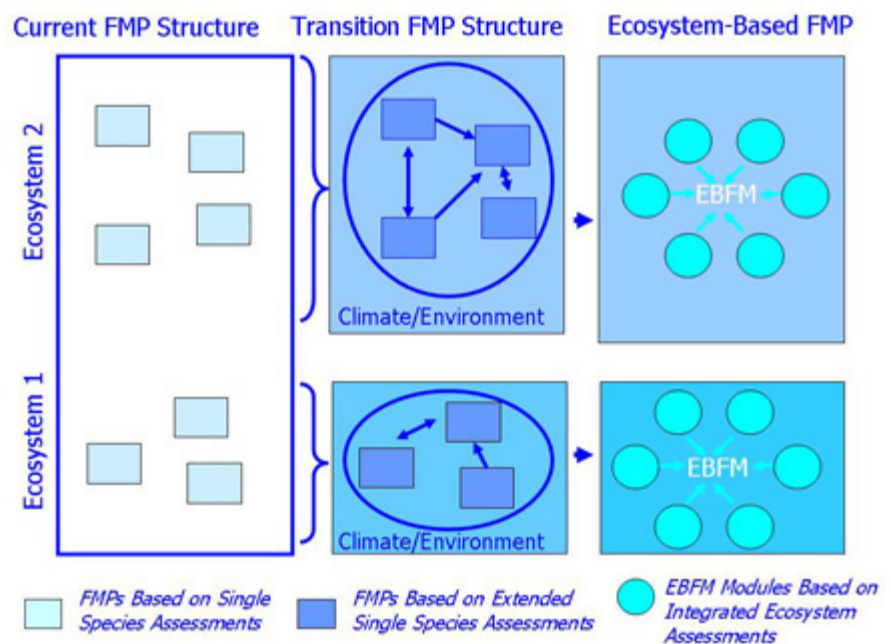 Current FMP Structure
Transition FMP Structure
Ecosystem-Based FMP
Ecosystem 2
EBFM
Climate/Environment
Ecosystem 1
EBFM
Climate/Environment
FMPs Based on Single
Species Assessments
FMPs Based on Extended
Single Species Assessments
EBFM Modules Based on
Integrated Ecosystem
Assessments